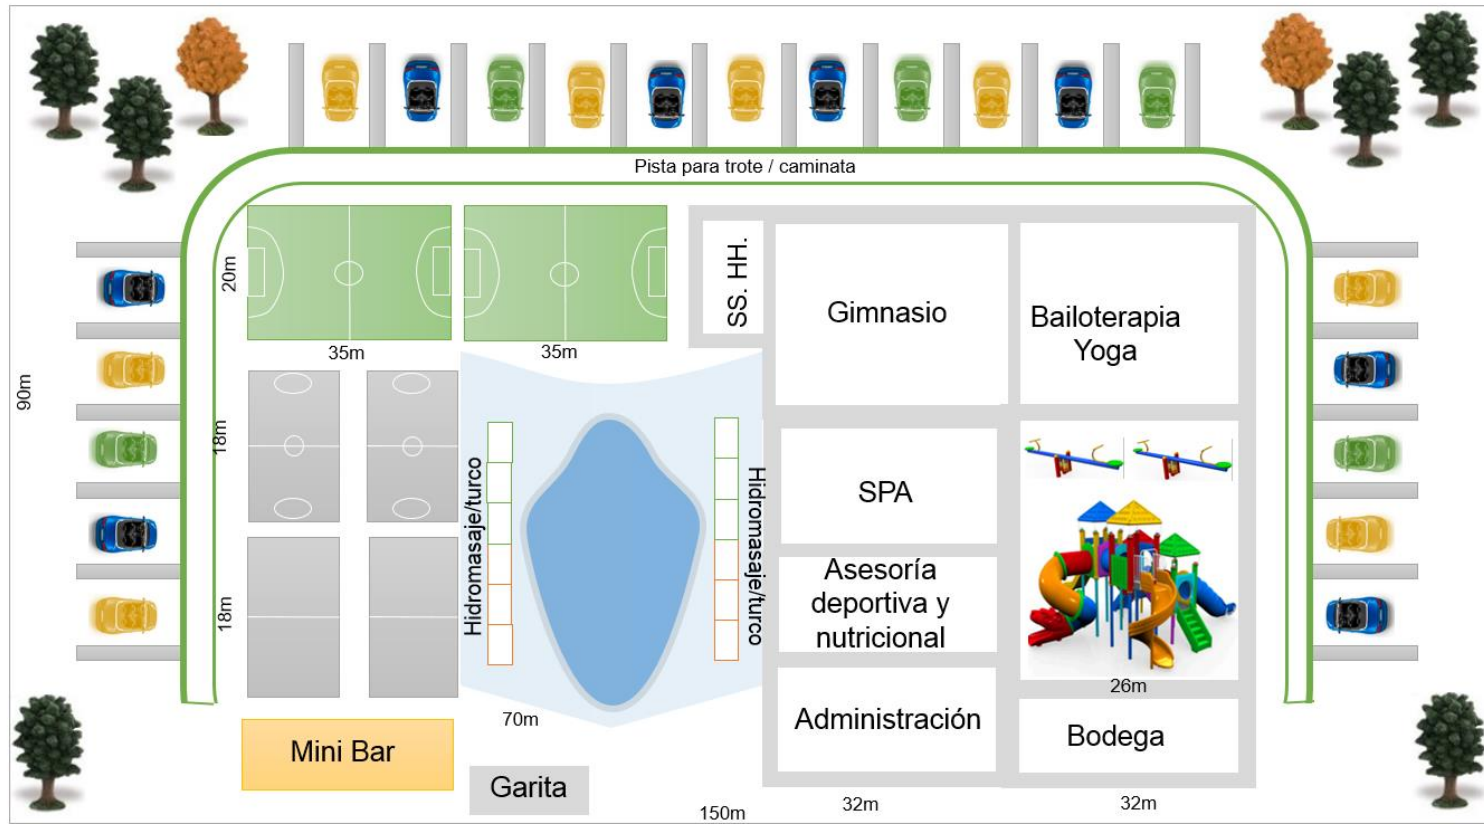 Pista para trote / caminata
20m
35m
35m
SS. HH.
Gimnasio
Bailoterapia
Yoga
90m
18m
18m
Hidromasaje/turco
Hidromasaje/turco
SPA
Asesoría
deportiva y
nutricional
26m
70m
Administración
Bodega
Mini Bar
Garita
150m
32m
32m